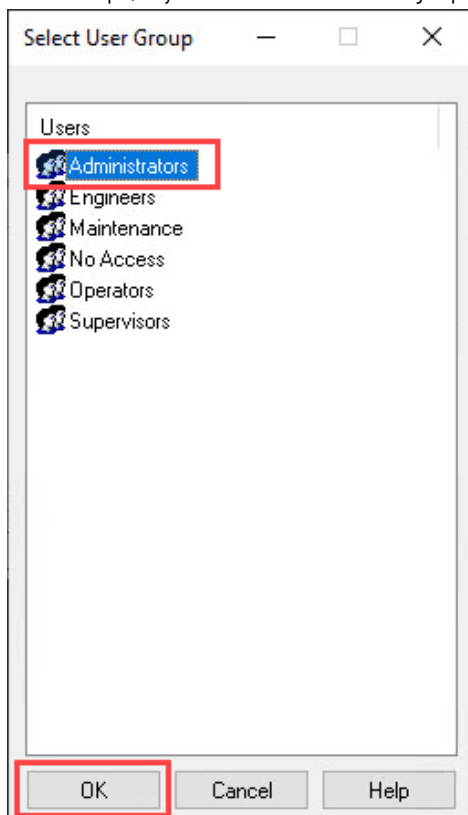 Select User Group
Users
Administrators
Engineers
Maintenance
No Access
Operators
Supervisors
OK Cancel Help